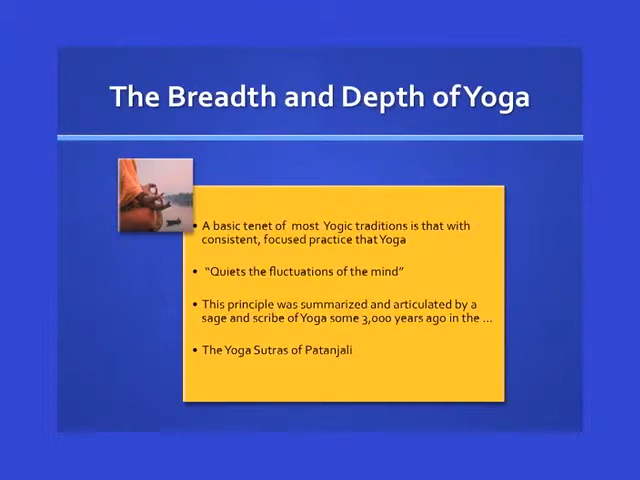 The Breadth and Depth of Yoga
• A basic tenet of most Yogic traditions is that with
consistent, focused practice that Yoga
• “Quiets the fluctuations of the mind”
• This principle was summarized and articulated by a
sage and scribe of Yoga some 3,000 years ago in the ...
• The Yoga Sutras of Patanjali